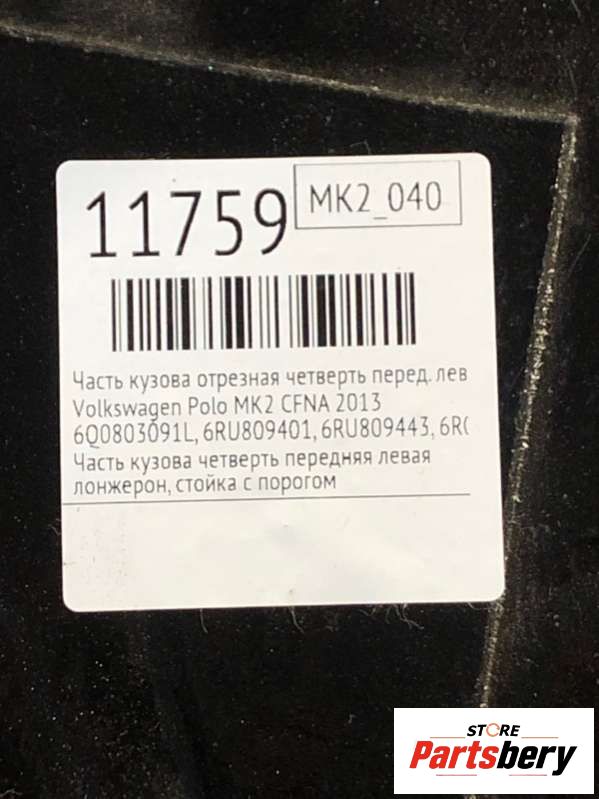 11759
MK2_040
Часть кузова отрезная четверть перед. лев
Volkswagen Polo MK2 CFNA 2013
6Q0803091L, 6RU809401, 6RU809443, 6R(
Часть кузова четверть передняя левая
лонжерон, стойка с порогом
STORE
Partsbery